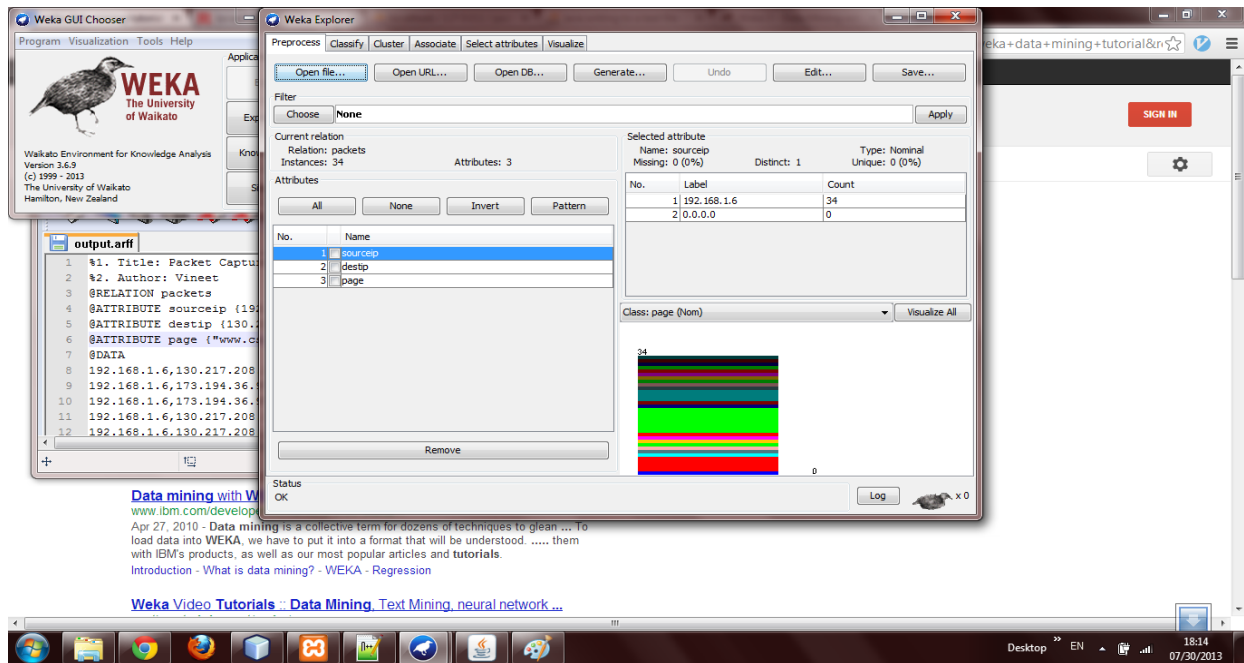 Weka GUI Chooser
Program Visualization Tools Help
WEKA
The University
of Waikato
Waikato Environment for Knowledge Analysis
Version 3.6.9
(c) 1999 - 2013
The University of Waikato
Hamilton, New Zealand
Weka Explorer
Preprocess Classify Cluster Associate Select attributes Visualize
Open file... Open URL... Open DB... Generate... Undo Edit... Save...
Filter
Choose None Apply
Current relation
Relation: packets
Instances: 34 Attributes: 3
Attributes
All None Invert Pattern
No. Name
1 sourceip
2 destip
3 page
Remove
Selected attribute
Name: sourceip Type: Nominal
Missing: 0 (0%) Distinct: 1 Unique: 0 (0%)
No. Label Count
1 192.168.1.6 34
2 0.0.0.0 0
Class: page (Nom) Visualize All
34
0
Status
OK
Log x 0
eka+data+mining+tutorial&r
SIGN IN
output.arff
1 %1. Title: Packet Captu
2 %2. Author: Vineet
3 @RELATION packets
4 @ATTRIBUTE sourceip {19
5 @ATTRIBUTE destip {130.
6 @ATTRIBUTE page {"www.c
7 @DATA
8 192.168.1.6,130.217.208
9 192.168.1.6,173.194.36.
10 192.168.1.6,173.194.36.
11 192.168.1.6,130.217.208
12 192.168.1.6,130.217.208
Data mining with W
www.ibm.com/develope
Apr 27, 2010 - Data mining is a collective term for dozens of techniques to glean ... To
load data into WEKA, we have to put it into a format that will be understood. ..... them
with IBM's products, as well as our most popular articles and tutorials.
Introduction - What is data mining? - WEKA - Regression
Weka Video Tutorials :: Data Mining, Text Mining, neural network ...
Desktop EN 18:14
07/30/2013